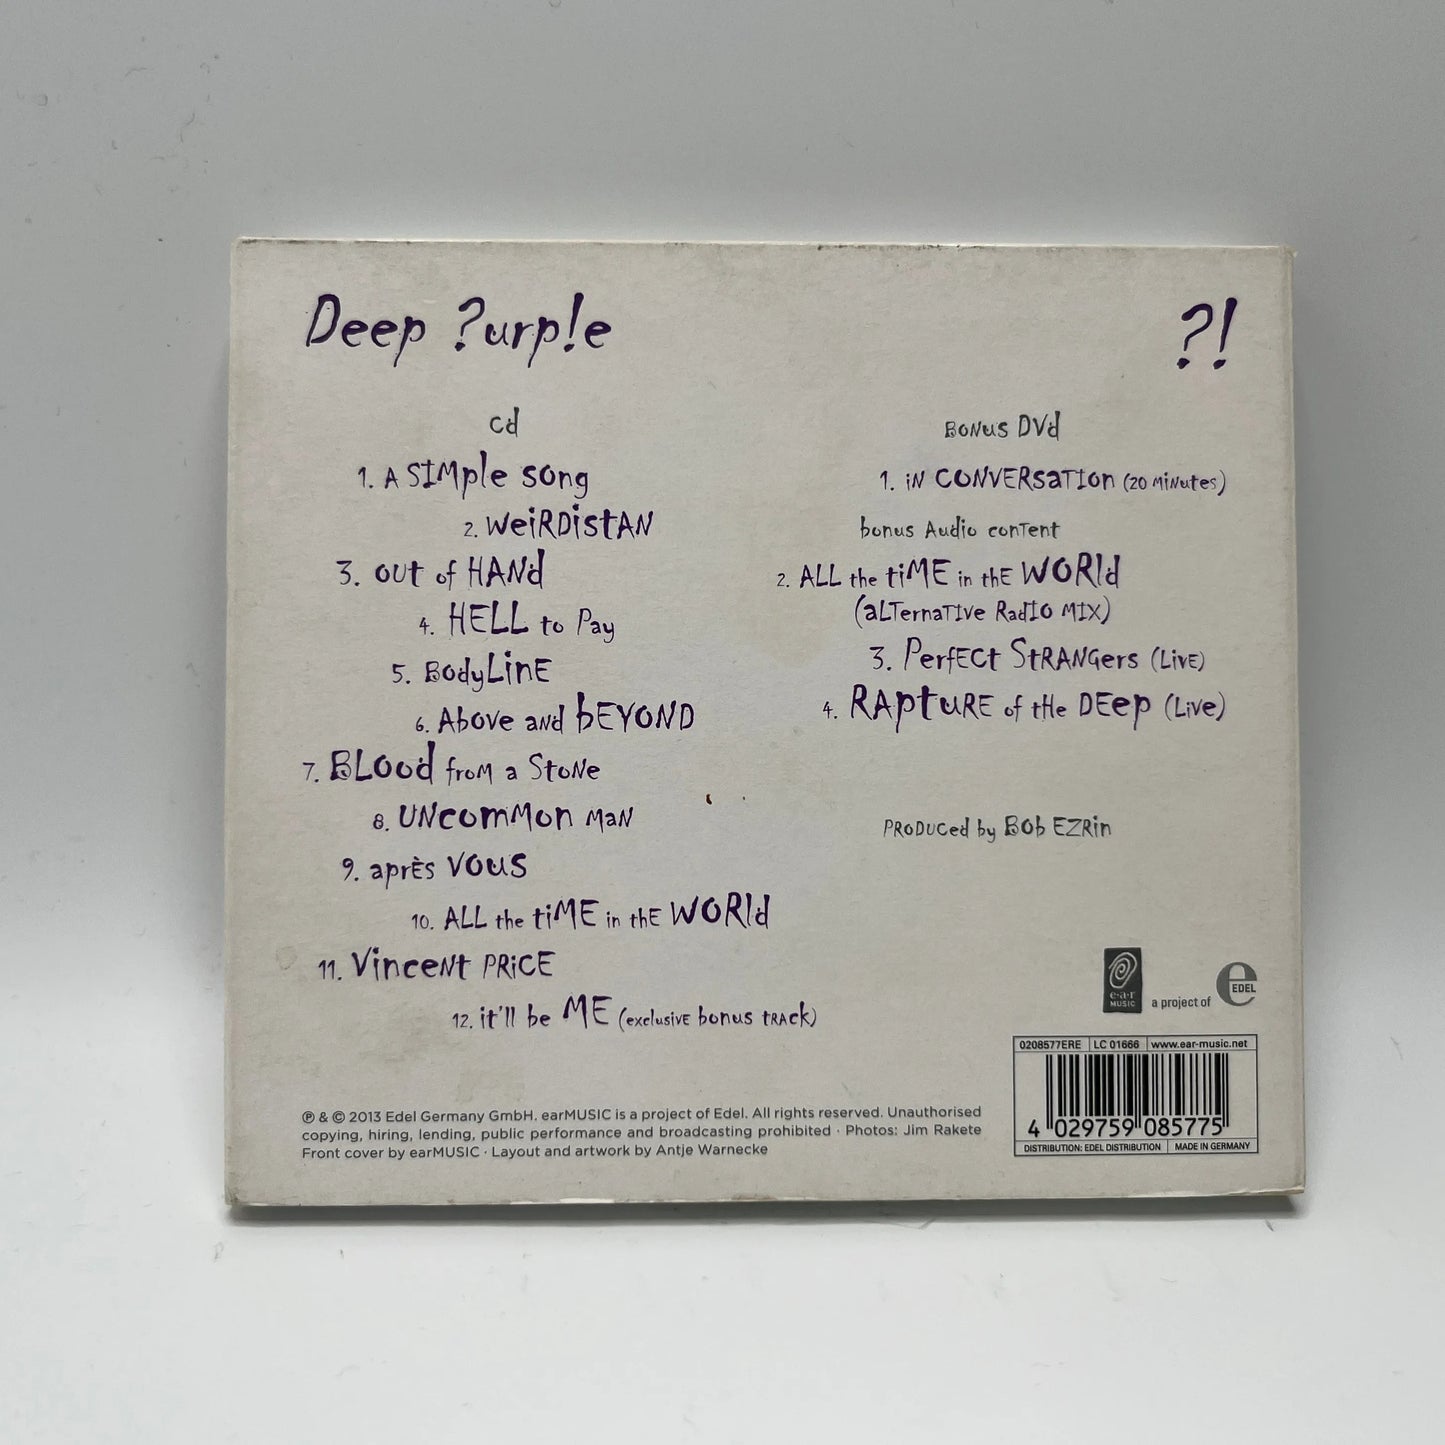 Deep ?urp!e
?!
cd
1. A SIMple song
2. WeiRDistAN
3. OUt of HANd
4. HELL to Pay
5. BodyLinE
6. Above aNd bEYOND
7. BLOod froM a StoNe
8. UNcomMon MaN
9. aprÈs VOUS
10. ALL the tiME in thE WORld
11. VinceNt PRiCE
12. it'll be ME (exclusivE bonus tRAck)
BoNus DVd
1. iN CONVERsaTIon (20 MiNutes)
bonus Audio conTent
2. ALL the tiME in thE WORld
(aLTernaTIVe RadIO MIX)
3. PerfECt StRANGers (LivE)
4. RAptuRE of tHe DEep (Live)
PRODUCed by BOb EZRin
e·a·r
MUSIC
a project of
EDEL
0208577ERE LC 01666 www.ear-music.net
4 029759 085775
DISTRIBUTION: EDEL DISTRIBUTION MADE IN GERMANY
℗ & © 2013 Edel Germany GmbH. earMUSIC is a project of Edel. All rights reserved. Unauthorised
copying, hiring, lending, public performance and broadcasting prohibited · Photos: Jim Rakete
Front cover by earMUSIC · Layout and artwork by Antje Warnecke